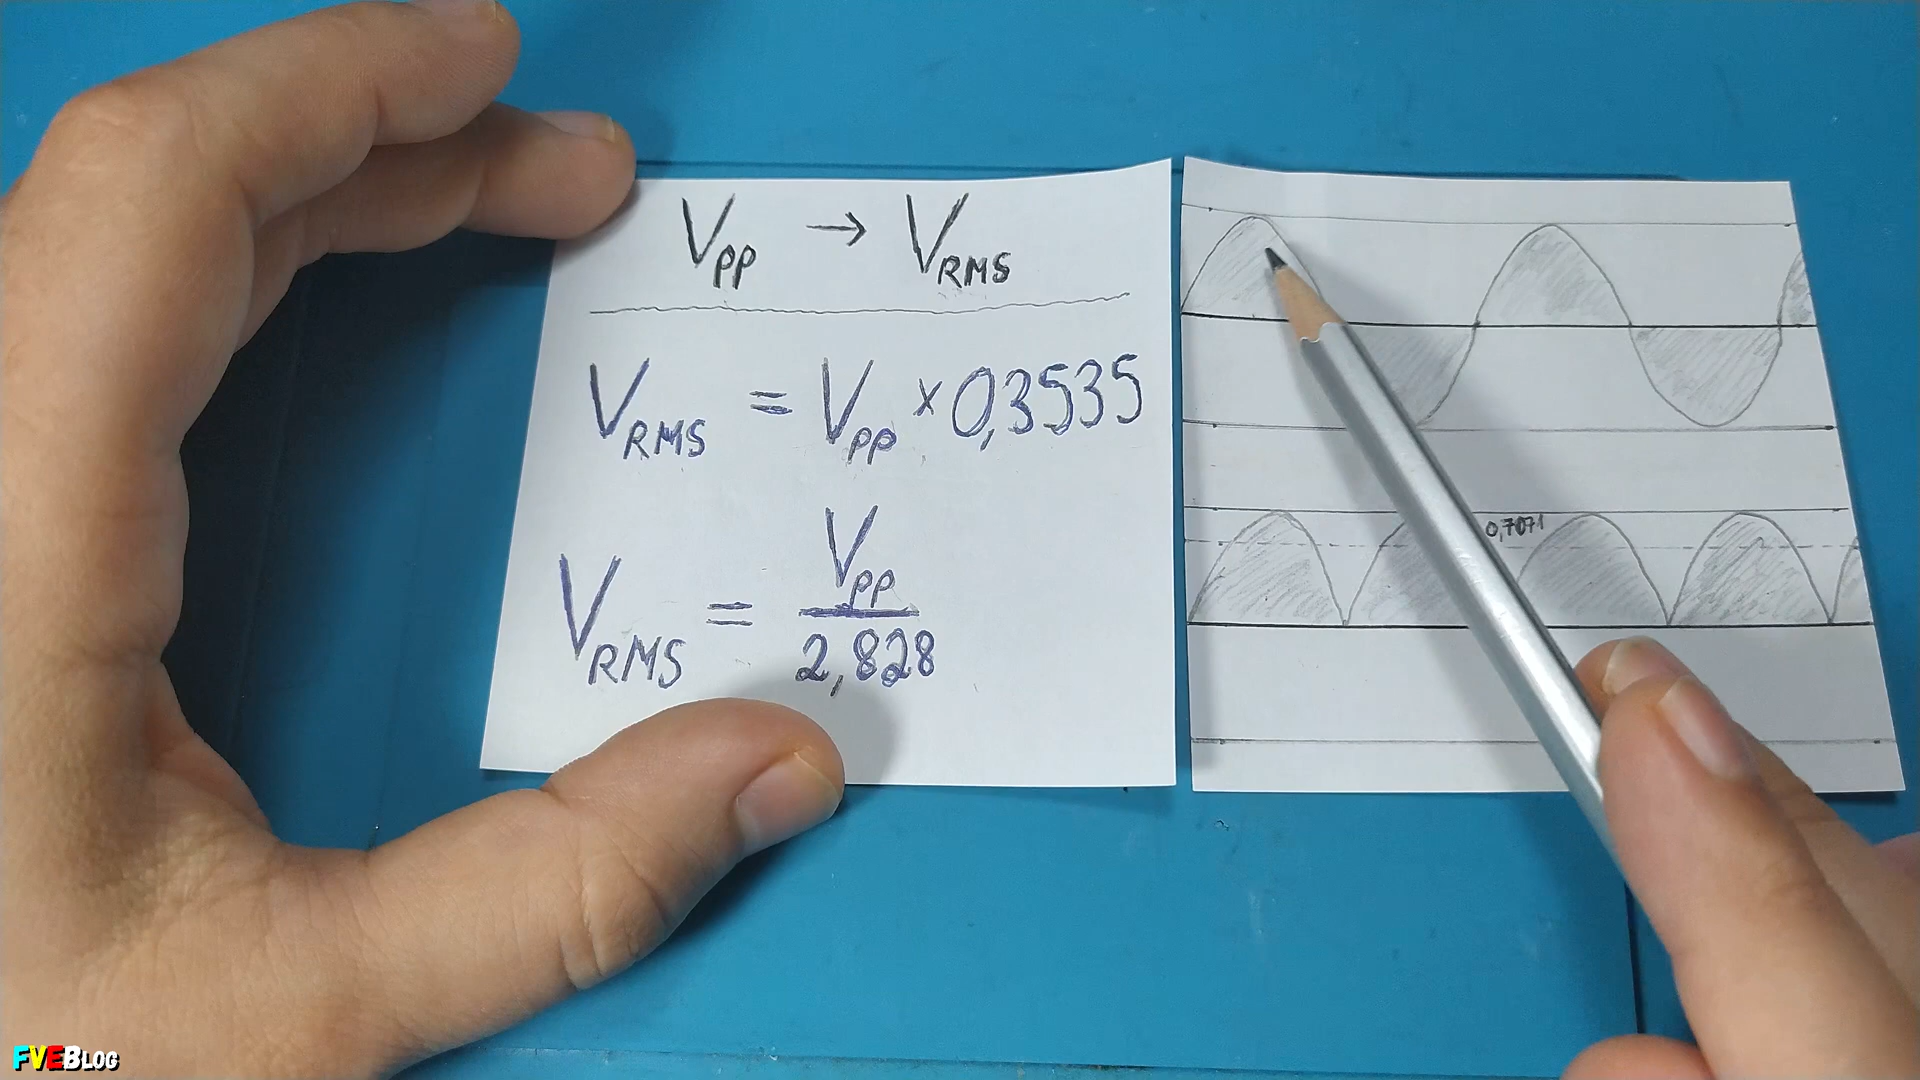 Vpp → VRMS
VRMS = Vpp × 0,3535
VRMS = Vpp
2,828
0,7071
FVEBLOG